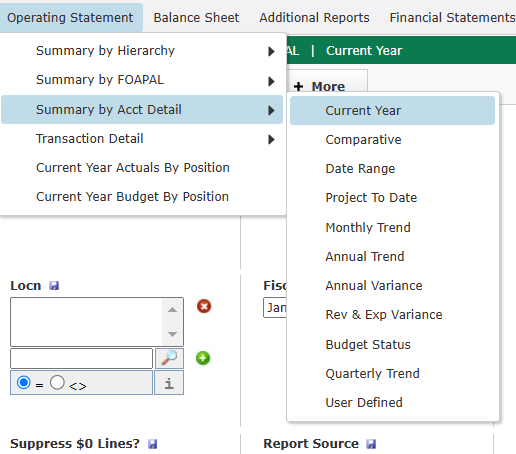 Operating Statement Balance Sheet Additional Reports Financial Statements
AL | Current Year
Summary by Hierarchy
Summary by FOAPAL
Summary by Acct Detail
Transaction Detail
Current Year Actuals By Position
Current Year Budget By Position
+ More
Current Year
Comparative
Date Range
Project To Date
Monthly Trend
Annual Trend
Annual Variance
Rev & Exp Variance
Budget Status
Quarterly Trend
User Defined
Locn
Fisc
Jan
= <> i
Suppress $0 Lines? Report Source